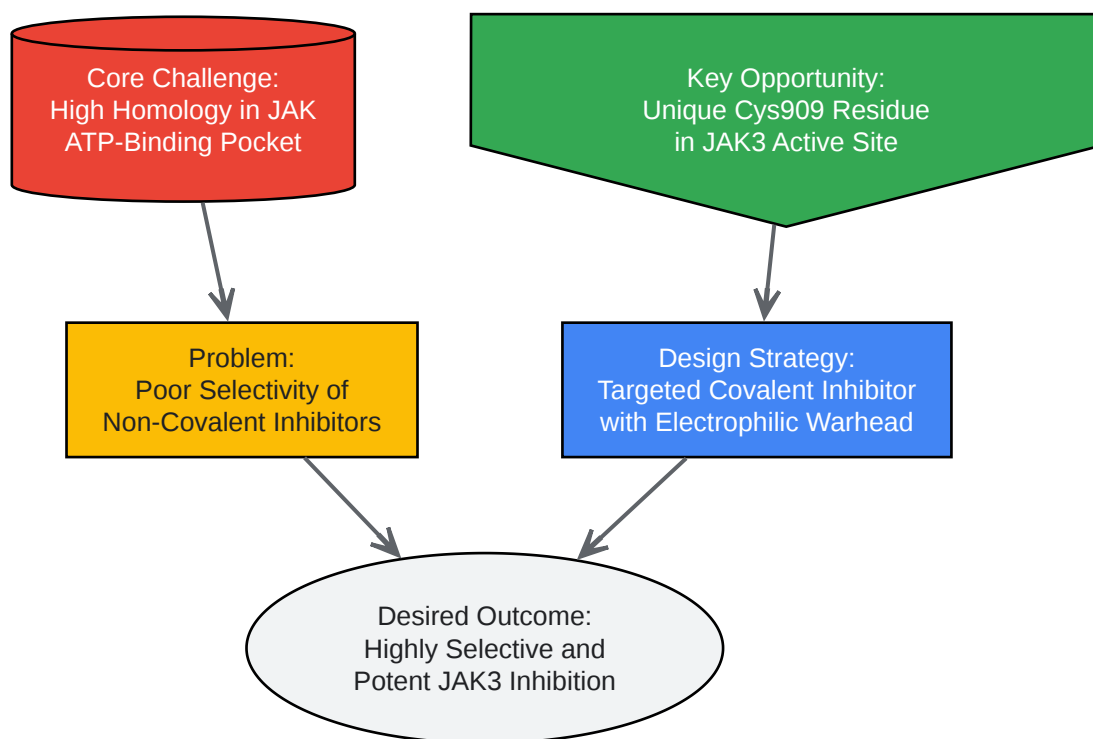 Core Challenge:
High Homology in JAK
ATP-Binding Pocket
Key Opportunity:
Unique Cys909 Residue
in JAK3 Active Site
Problem:
Poor Selectivity of
Non-Covalent Inhibitors
Design Strategy:
Targeted Covalent Inhibitor
with Electrophilic Warhead
Desired Outcome:
Highly Selective and
Potent JAK3 Inhibition